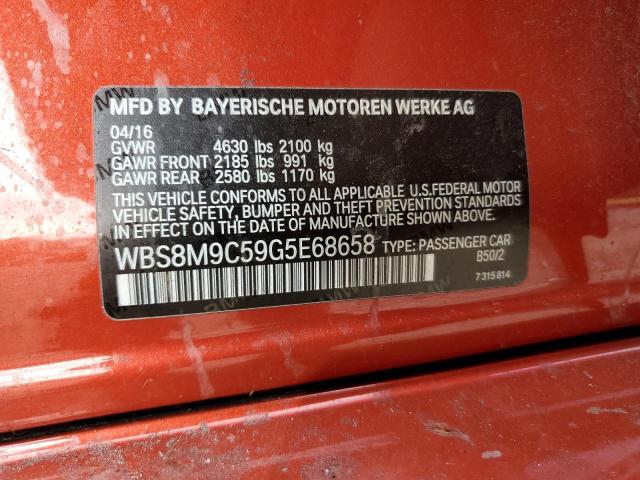 MFD BY BAYERISCHE MOTOREN WERKE AG
04/16
GVWR 4630 lbs 2100 kg
GAWR FRONT 2185 lbs 991 kg
GAWR REAR 2580 lbs 1170 kg
THIS VEHICLE CONFORMS TO ALL APPLICABLE U.S.FEDERAL MOTOR
VEHICLE SAFETY, BUMPER AND THEFT PREVENTION STANDARDS
IN EFFECT ON THE DATE OF MANUFACTURE SHOWN ABOVE.
WBS8M9C59G5E68658 TYPE: PASSENGER CAR
B50/2
7 315 814